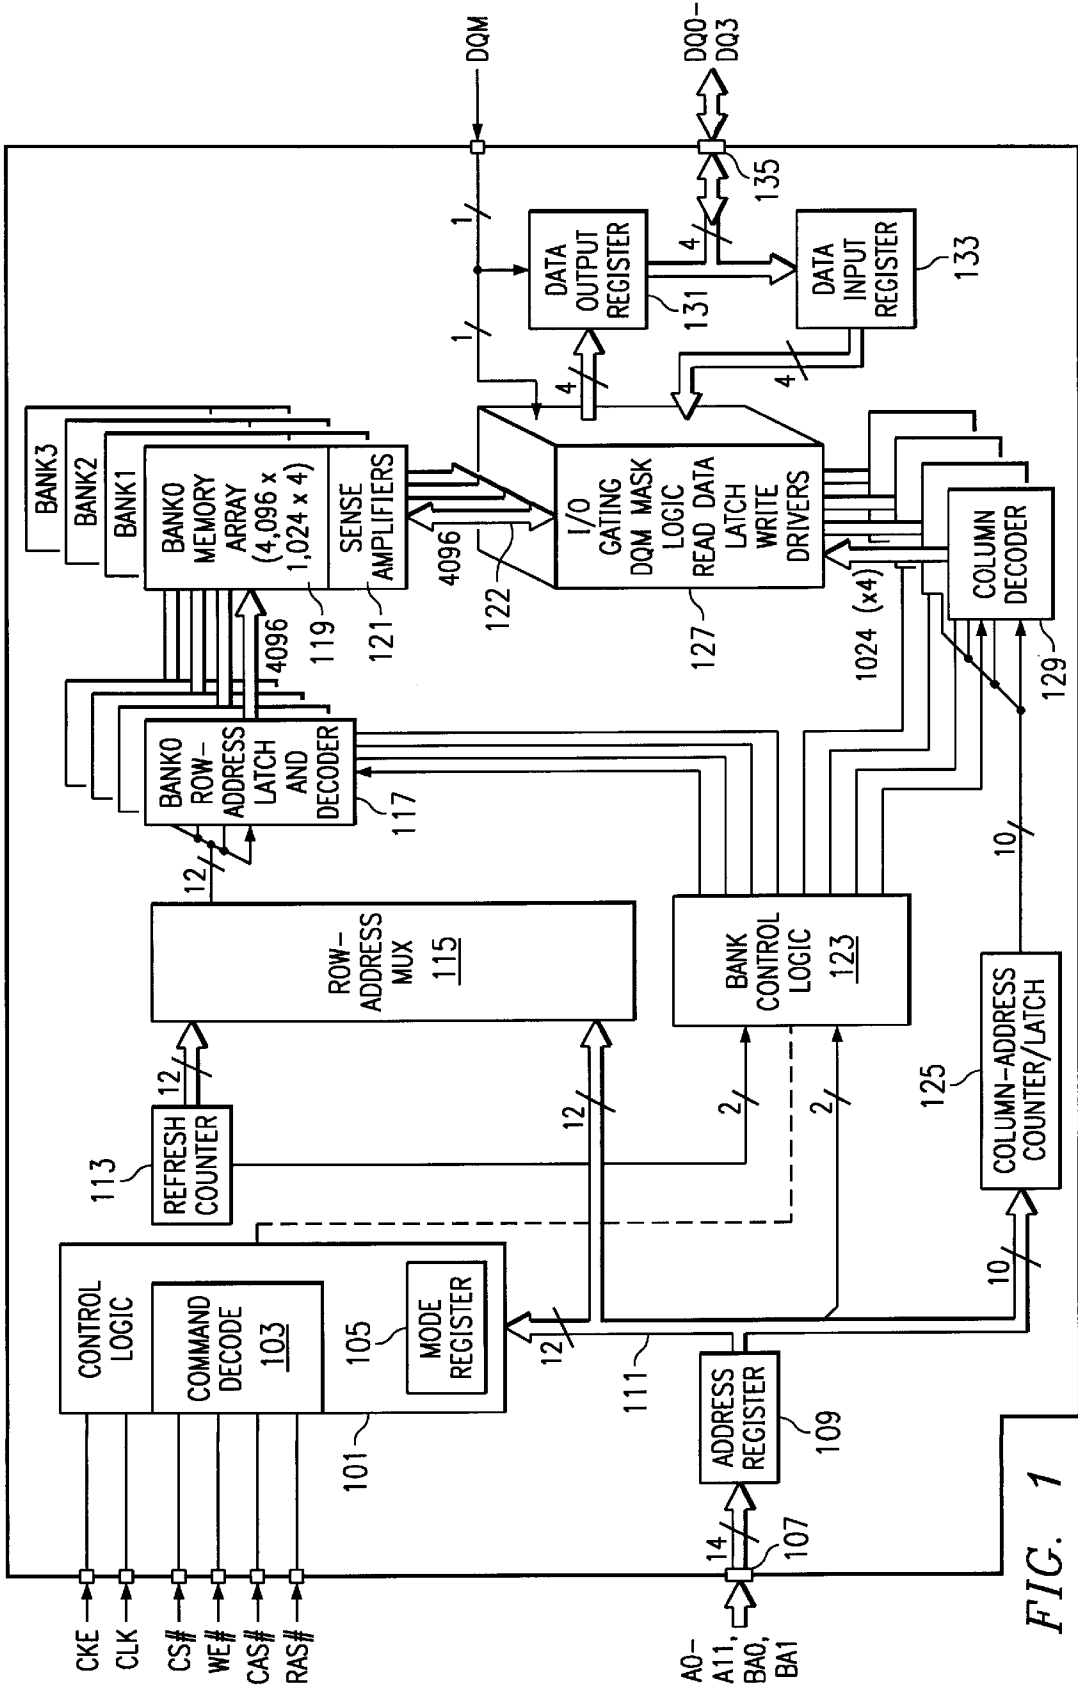 CKE
CLK
CS#
WE#
CAS#
RAS#
A0-
A11,
BA0,
BA1
107
14
ADDRESS
REGISTER
109
111
CONTROL
LOGIC
COMMAND
DECODE
103
101
105
MODE
REGISTER
12
113
REFRESH
COUNTER
12
12
2
2
10
ROW-
ADDRESS
MUX
115
BANK
CONTROL
LOGIC
123
125
COLUMN-ADDRESS
COUNTER/LATCH
12
10
BANK0
ROW-
ADDRESS
LATCH
AND
DECODER
117
4096
BANK3
BANK2
BANK1
BANK0
MEMORY
ARRAY
(4,096 x
1,024 x 4)
119
SENSE
AMPLIFIERS
121
4096
122
I/O
GATING
DQM MASK
LOGIC
READ DATA
LATCH
WRITE
DRIVERS
127
1024 (x4)
COLUMN
DECODER
129
1
1
4
4
DATA
OUTPUT
REGISTER
131
4
DATA
INPUT
REGISTER
133
135
DQM
DQ0-
DQ3
FIG. 1